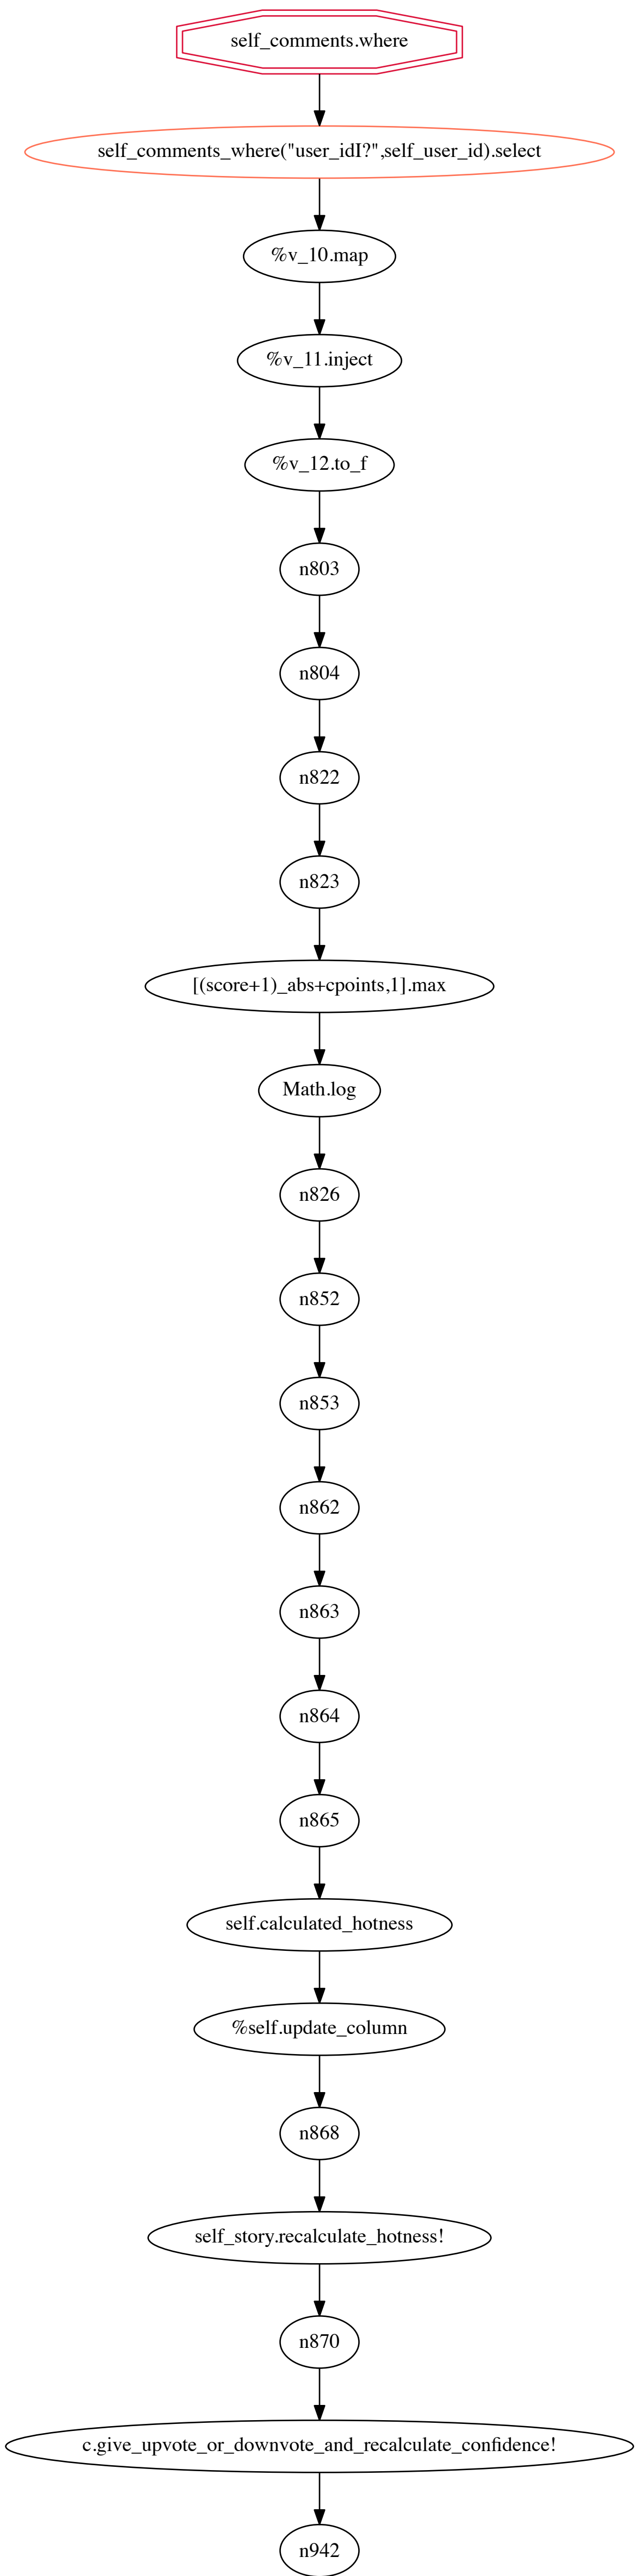 self_comments.where
self_comments_where("user_idI?",self_user_id).select
%v_10.map
%v_11.inject
%v_12.to_f
n803
n804
n822
n823
[(score+1)_abs+cpoints,1].max
Math.log
n826
n852
n853
n862
n863
n864
n865
self.calculated_hotness
%self.update_column
n868
self_story.recalculate_hotness!
n870
c.give_upvote_or_downvote_and_recalculate_confidence!
n942